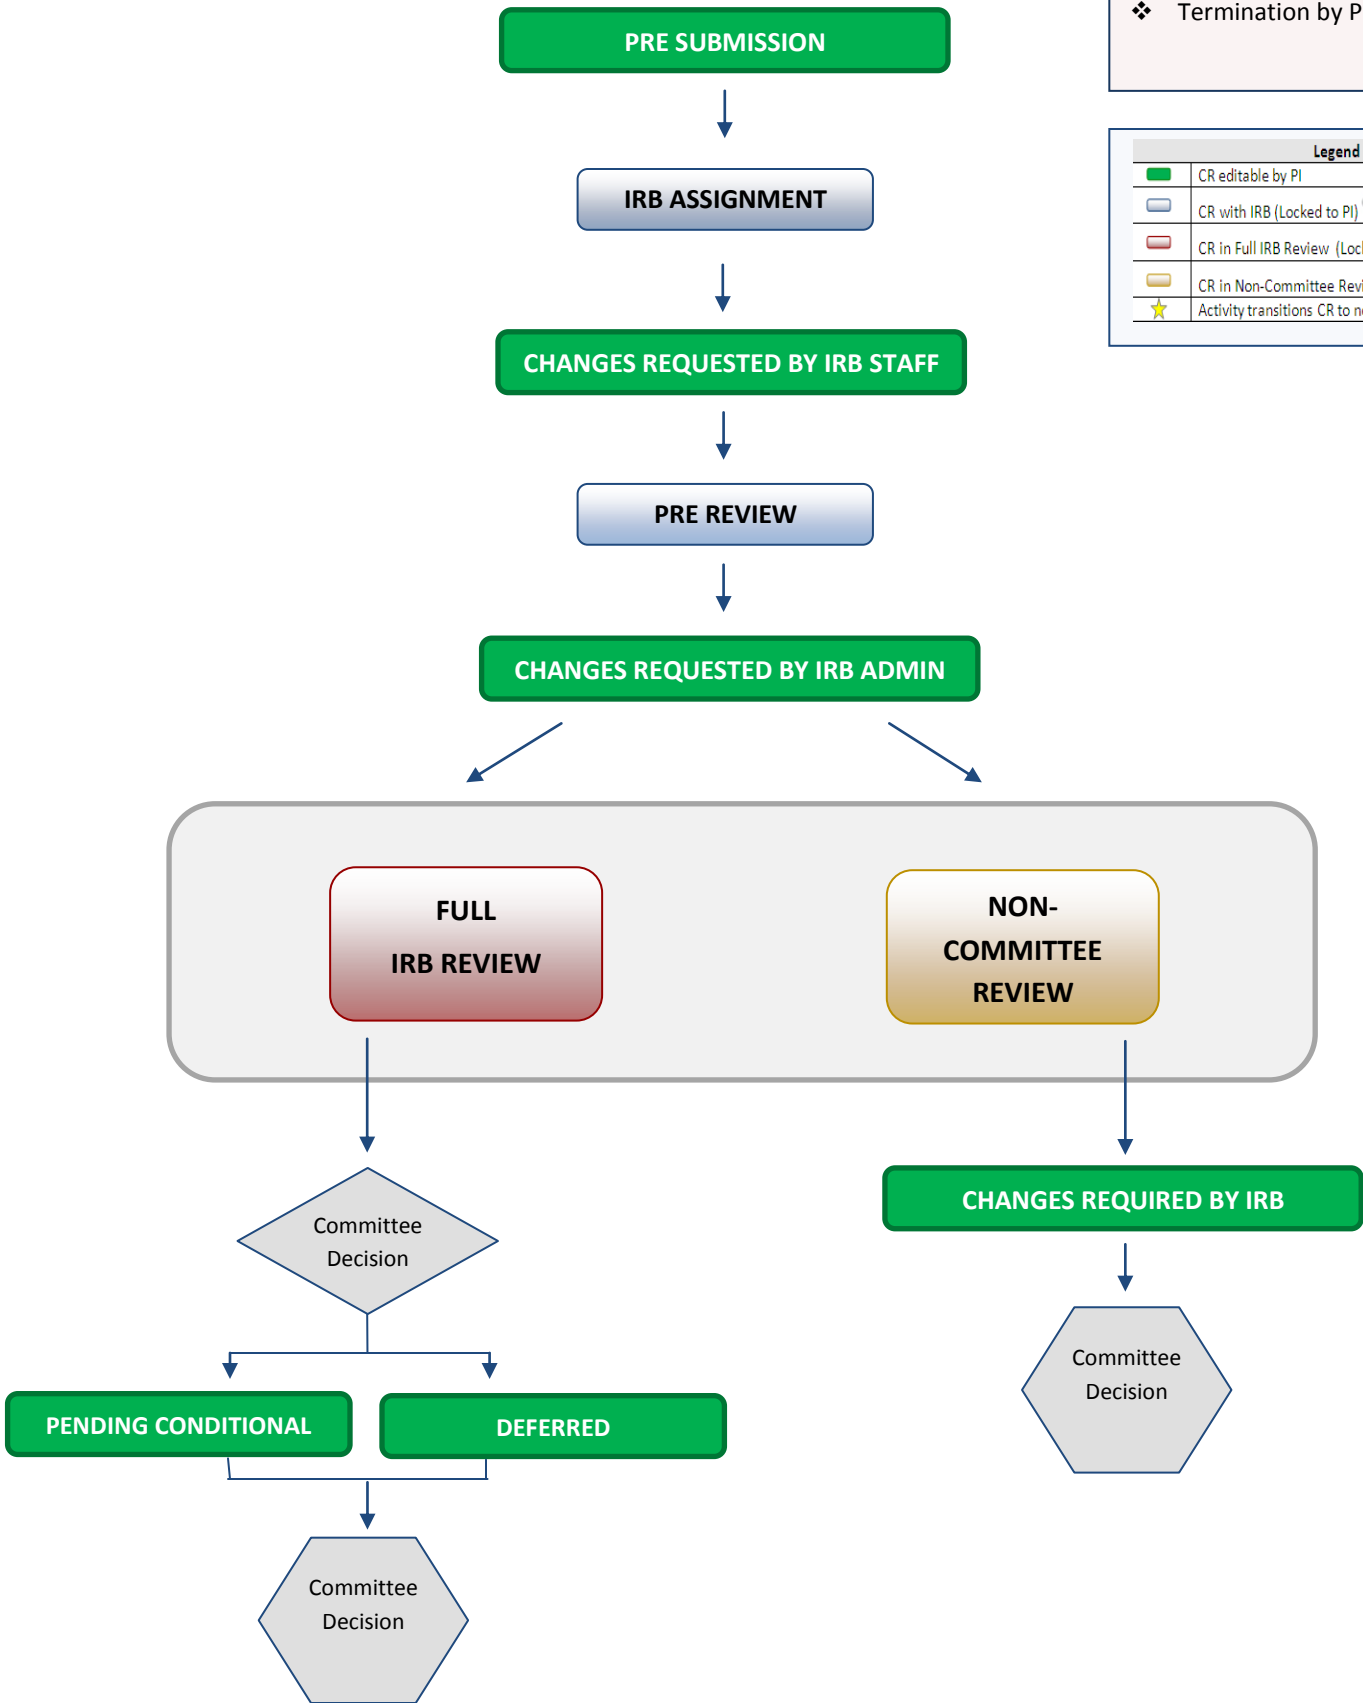 ❖ Termination by P
PRE SUBMISSION
Legend
CR editable by PI
CR with IRB (Locked to PI)
CR in Full IRB Review (Loc
CR in Non-Committee Revi
Activity transitions CR to n
IRB ASSIGNMENT
CHANGES REQUESTED BY IRB STAFF
PRE REVIEW
CHANGES REQUESTED BY IRB ADMIN
FULL
IRB REVIEW
NON-
COMMITTEE
REVIEW
Committee
Decision
CHANGES REQUIRED BY IRB
PENDING CONDITIONAL
DEFERRED
Committee
Decision
Committee
Decision